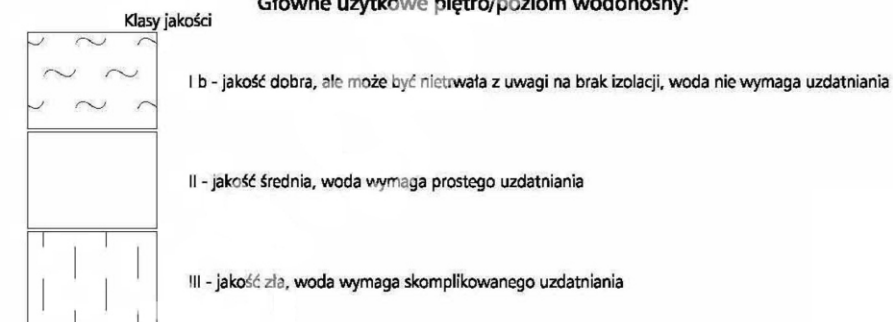 Główne użytkowe piętro/poziom wodonośny:
Klasy jakości
I b - jakość dobra, ale może być nietrwała z uwagi na brak izolacji, woda nie wymaga uzdatniania
II - jakość średnia, woda wymaga prostego uzdatniania
III - jakość zła, woda wymaga skomplikowanego uzdatniania